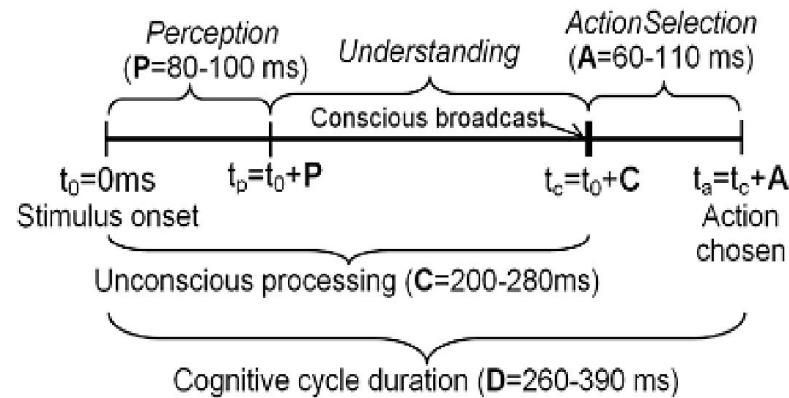 Perception
(P=80-100 ms)
Understanding
ActionSelection
(A=60-110 ms)
Conscious broadcast
t0=0ms
Stimulus onset
tp=t0+P
tc=t0+C
ta=tc+A
Action
chosen
Unconscious processing (C=200-280ms)
Cognitive cycle duration (D=260-390 ms)